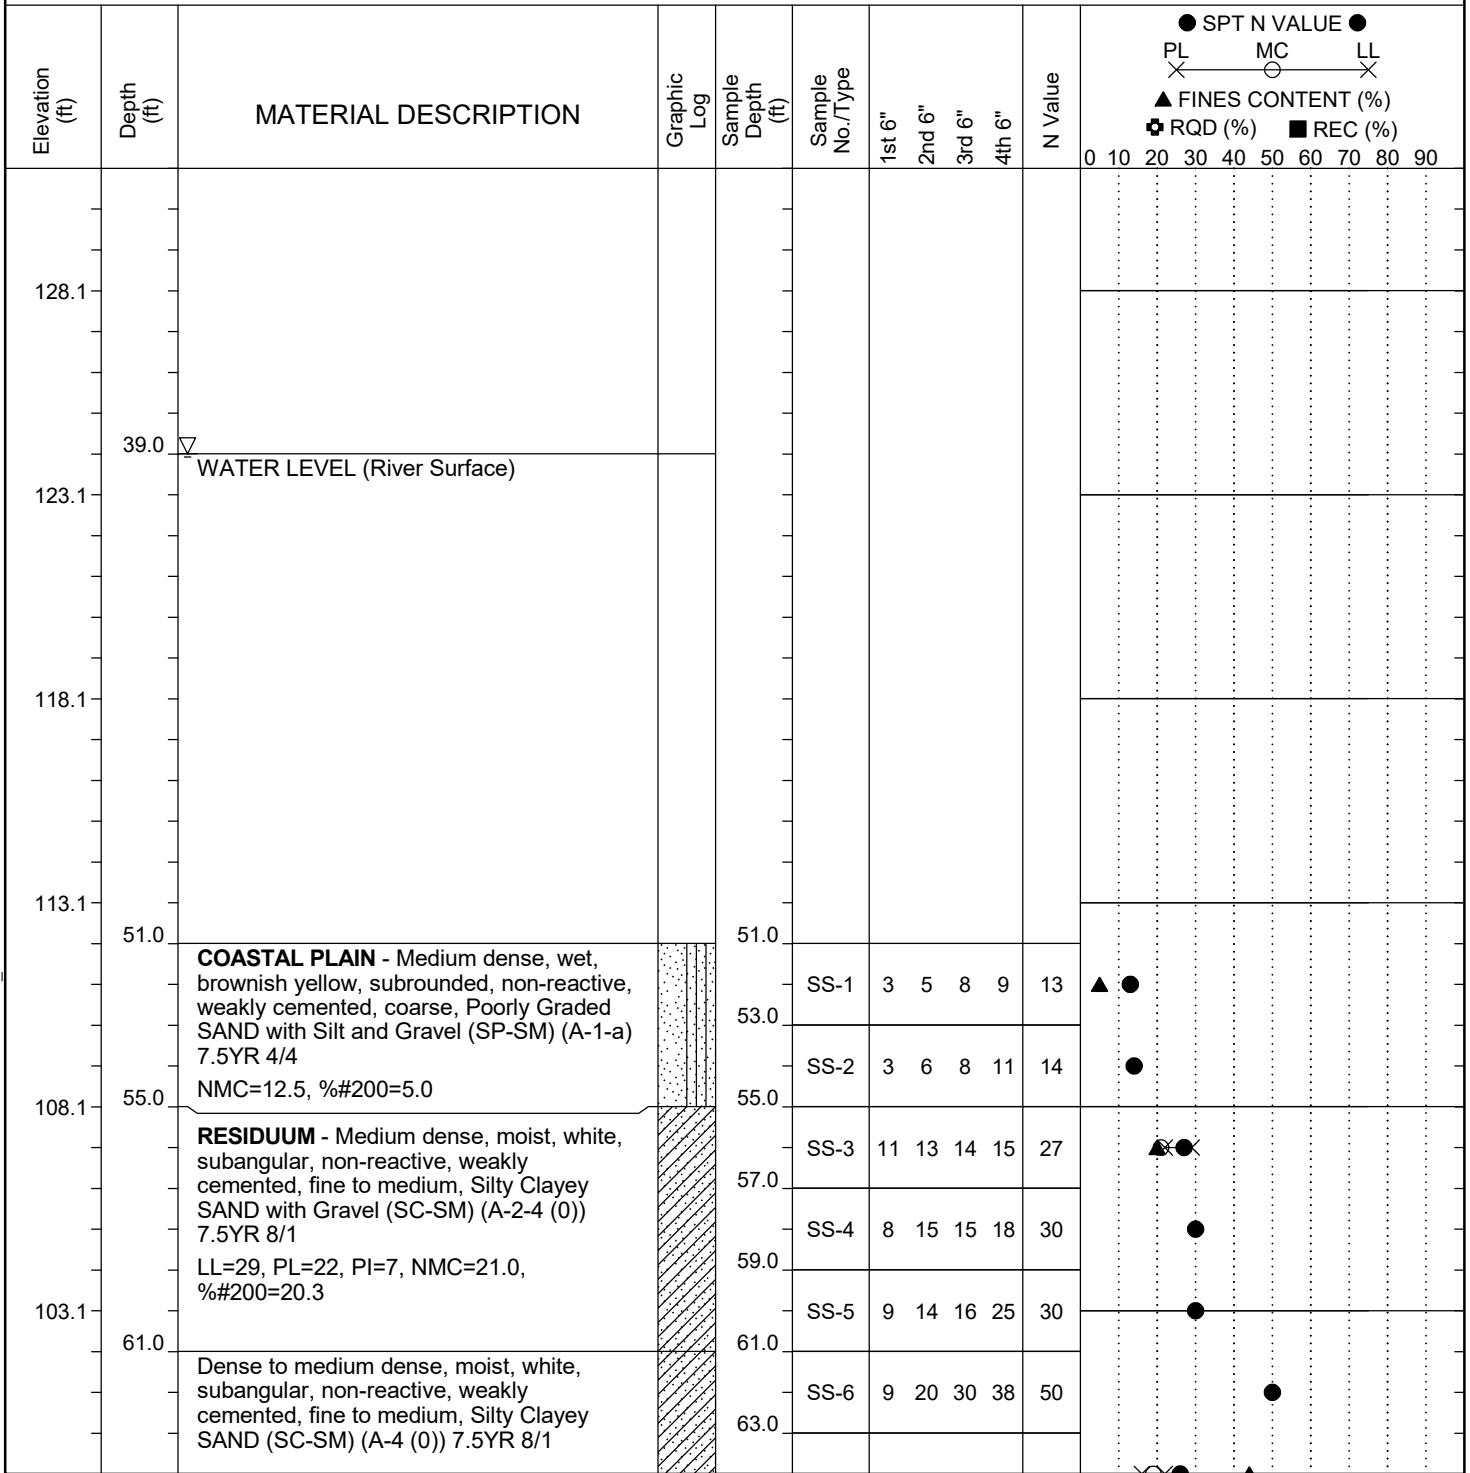 Elevation (ft)
Depth (ft)
MATERIAL DESCRIPTION
Graphic Log
Sample Depth (ft)
Sample No./Type
1st 6"
2nd 6"
3rd 6"
4th 6"
N Value
SPT N VALUE
PL MC LL
FINES CONTENT (%)
RQD (%) REC (%)
0 10 20 30 40 50 60 70 80 90
128.1
39.0
WATER LEVEL (River Surface)
123.1
118.1
113.1
51.0 51.0
COASTAL PLAIN - Medium dense, wet,
brownish yellow, subrounded, non-reactive,
weakly cemented, coarse, Poorly Graded
SAND with Silt and Gravel (SP-SM) (A-1-a)
7.5YR 4/4
NMC=12.5, %#200=5.0
SS-1 3 5 8 9 13
53.0
SS-2 3 6 8 11 14
108.1 55.0 55.0
RESIDUUM - Medium dense, moist, white,
subangular, non-reactive, weakly
cemented, fine to medium, Silty Clayey
SAND with Gravel (SC-SM) (A-2-4 (0))
7.5YR 8/1
LL=29, PL=22, PI=7, NMC=21.0,
%#200=20.3
SS-3 11 13 14 15 27
57.0
SS-4 8 15 15 18 30
59.0
103.1
SS-5 9 14 16 25 30
61.0 61.0
Dense to medium dense, moist, white,
subangular, non-reactive, weakly
cemented, fine to medium, Silty Clayey
SAND (SC-SM) (A-4 (0)) 7.5YR 8/1
SS-6 9 20 30 38 50
63.0